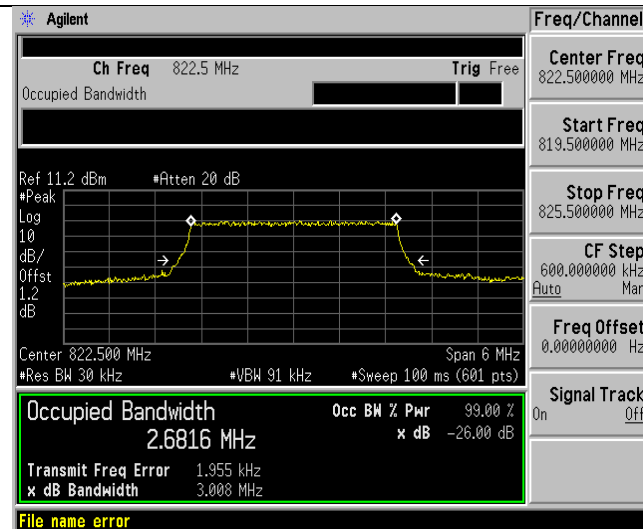 Agilent
Freq/Channel
Ch Freq 822.5 MHz Trig Free
Occupied Bandwidth
Center Freq
822.500000 MHz
Start Freq
819.500000 MHz
Stop Freq
825.500000 MHz
CF Step
600.000000 kHz
Auto Man
Freq Offset
0.00000000 Hz
Signal Track
On Off
Ref 11.2 dBm #Atten 20 dB
#Peak
Log
10
dB/
Offst
1.2
dB
Center 822.500 MHz Span 6 MHz
#Res BW 30 kHz #VBW 91 kHz #Sweep 100 ms (601 pts)
Occupied Bandwidth
2.6816 MHz
Occ BW % Pwr 99.00 %
x dB -26.00 dB
Transmit Freq Error 1.955 kHz
x dB Bandwidth 3.008 MHz
File name error